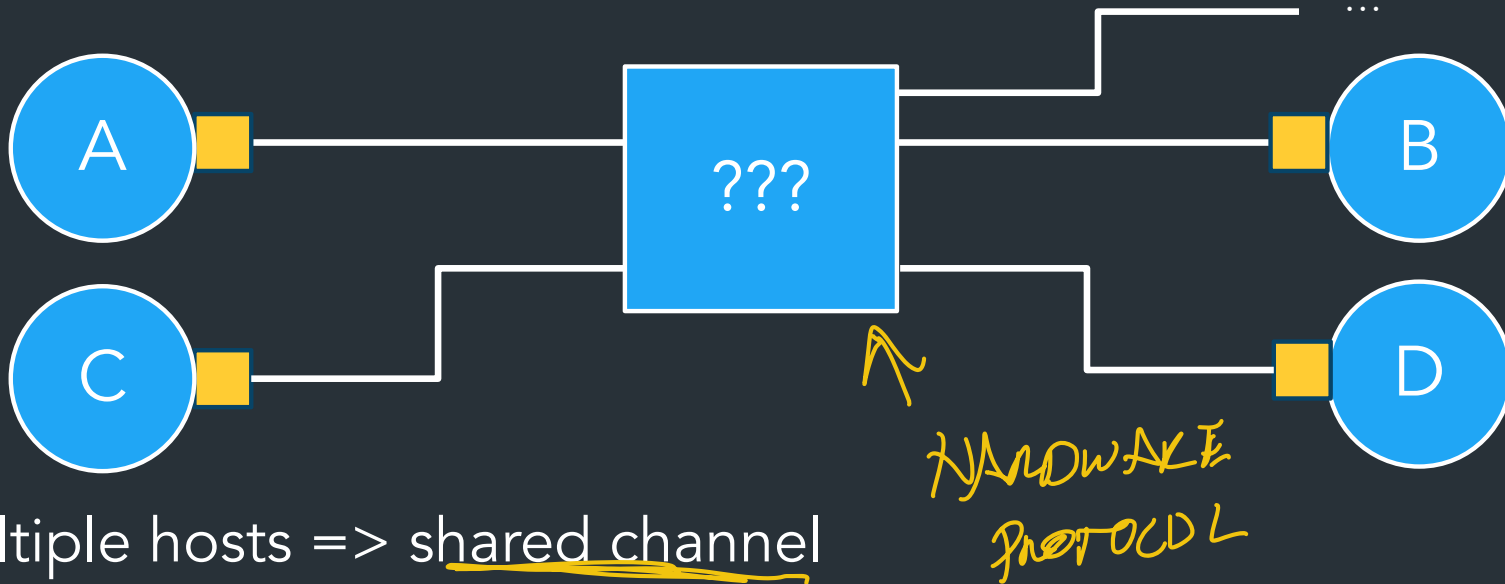 ...
A
???
B
C
D
HARDWARE
PROTOCOL
ltiple hosts => shared channel